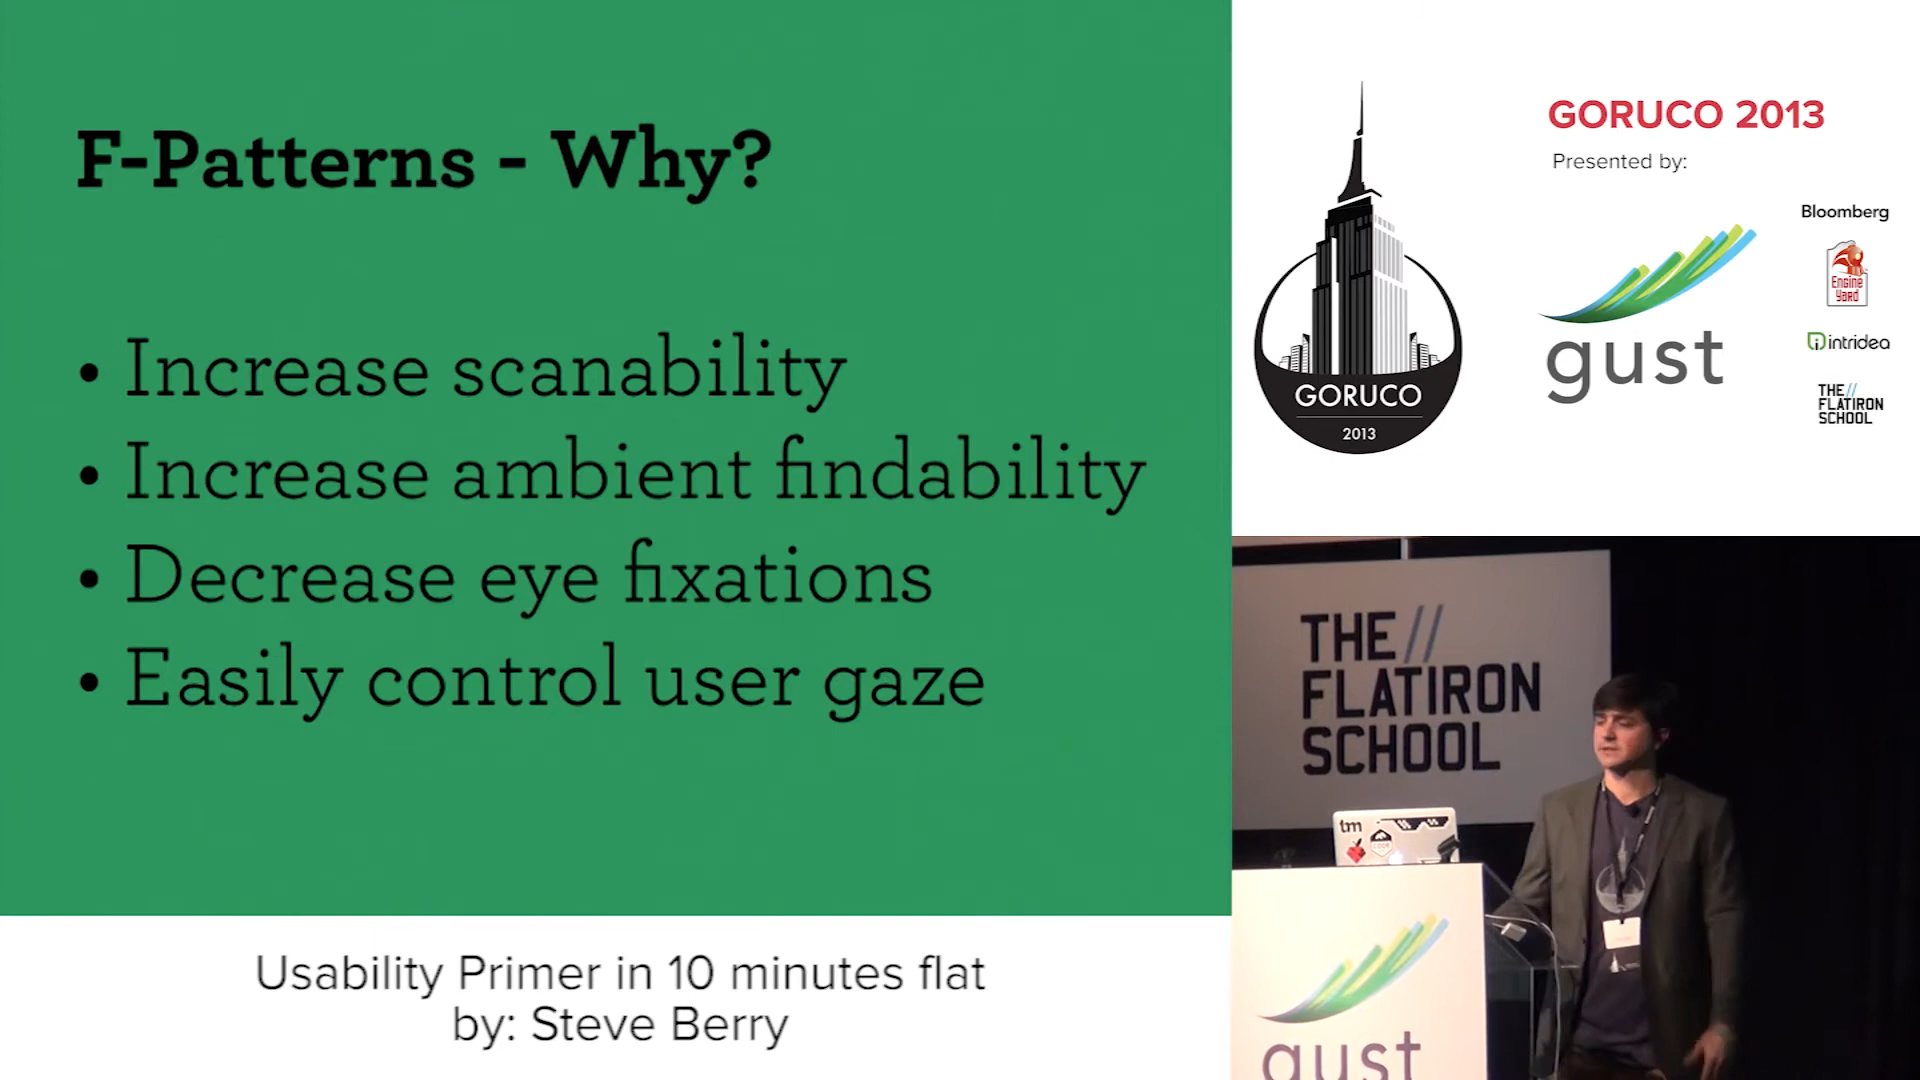 F-Patterns - Why?
• Increase scanability
• Increase ambient findability
• Decrease eye fixations
• Easily control user gaze
Usability Primer in 10 minutes flat
by: Steve Berry
GORUCO
2013
GORUCO 2013
Presented by:
gust
Bloomberg
Engine
Yard
intridea
THE//
FLATIRON
SCHOOL
THE//
FLATIRON
SCHOOL
tm
gust